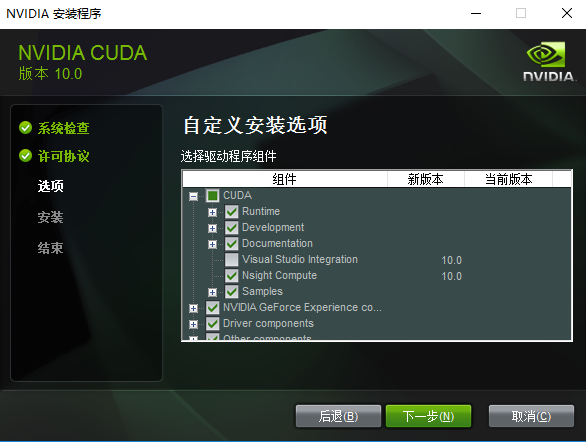 NVIDIA 安装程序
NVIDIA CUDA
版本 10.0
NVIDIA
系统检查
许可协议
选项
安装
结束
自定义安装选项
选择驱动程序组件
组件 新版本 当前版本
CUDA
Runtime
Development
Documentation
Visual Studio Integration 10.0
Nsight Compute 10.0
Samples
NVIDIA GeForce Experience co...
Driver components
Other components
后退(B) 下一步(N) 取消(C)